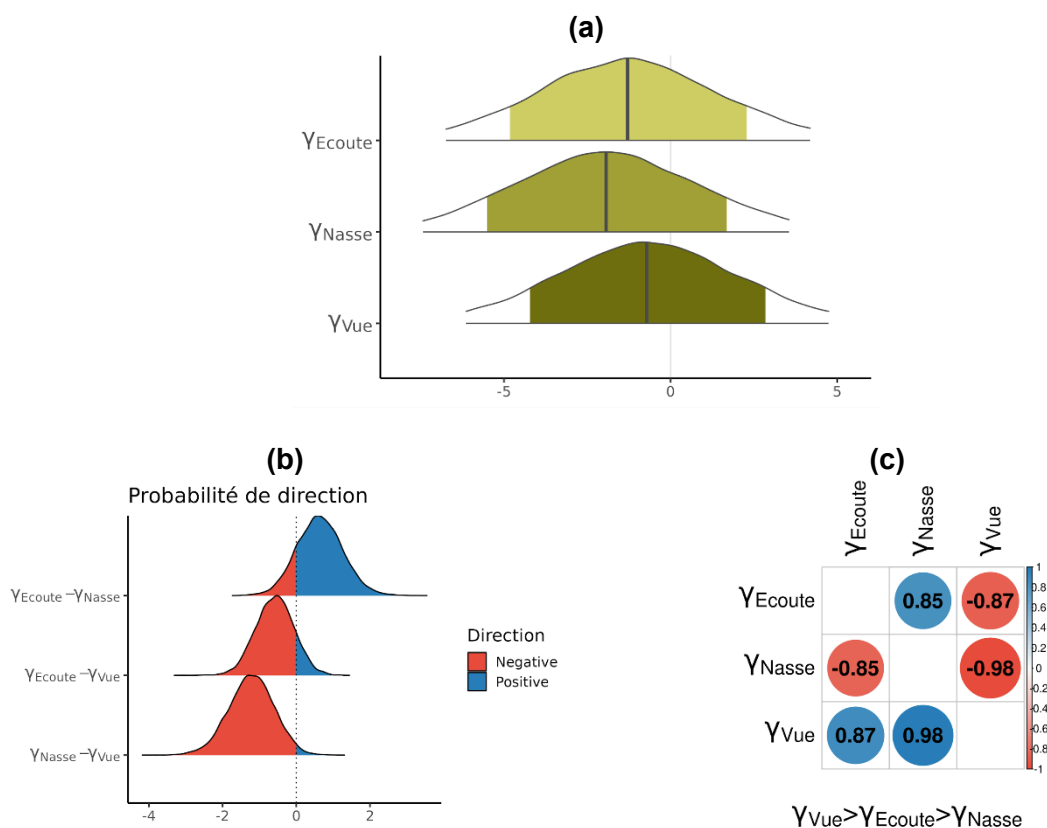 (a)
γEcoute
γNasse
γVue
-5 0 5
(b)
Probabilité de direction
γEcoute −γNasse
γEcoute −γVue
γNasse −γVue
-4 -2 0 2
Direction
Negative
Positive
(c)
γEcoute γNasse γVue
γEcoute 0.85 -0.87
γNasse -0.85 -0.98
γVue 0.87 0.98
1
0.8
0.6
0.4
0.2
0
-0.2
-0.4
-0.6
-0.8
-1
γVue>γEcoute>γNasse